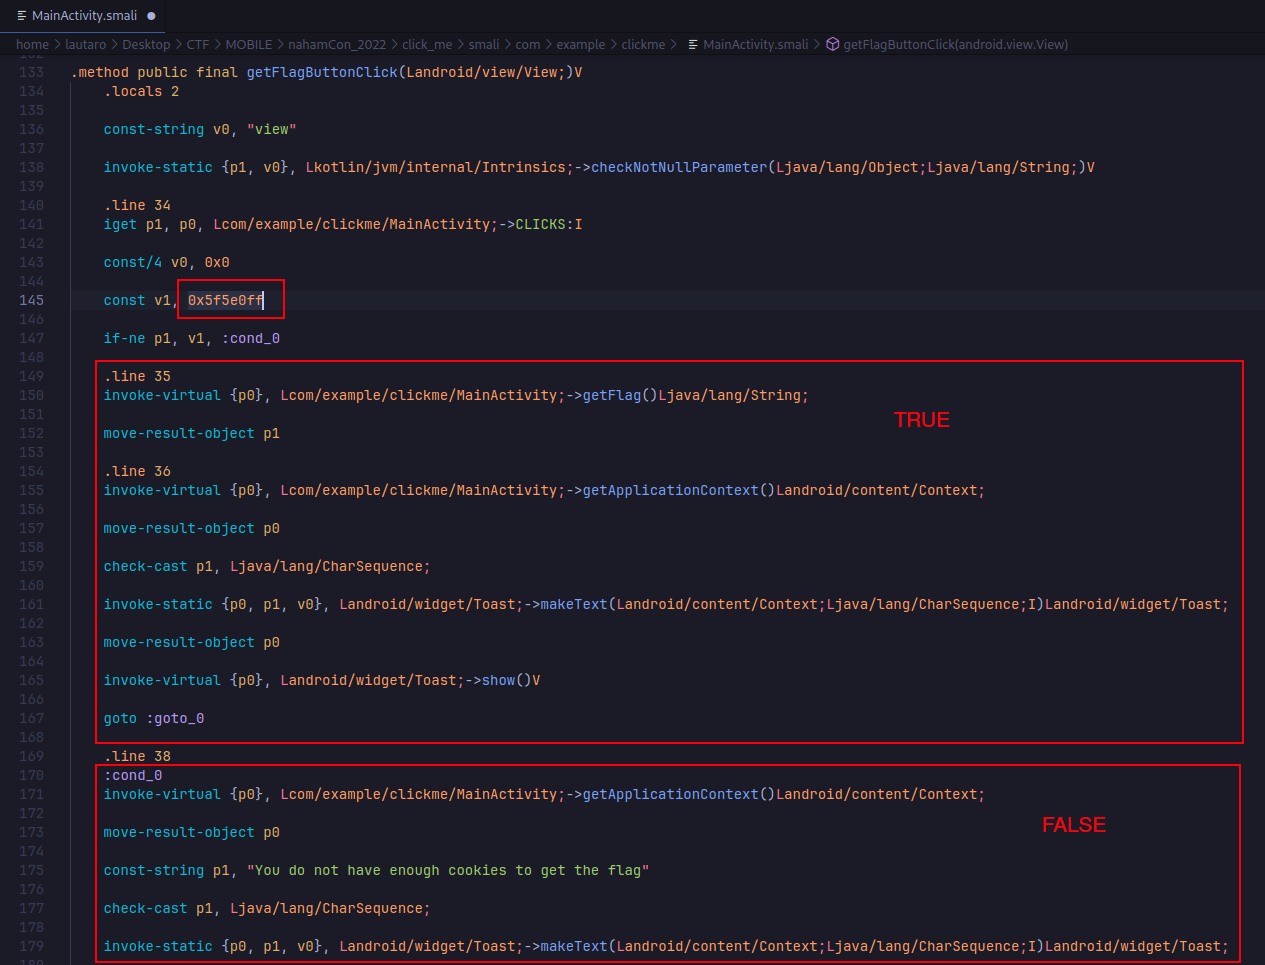 MainActivity.smali ●
home > lautaro > Desktop > CTF > MOBILE > nahamCon_2022 > click_me > smali > com > example > clickme > MainActivity.smali > getFlagButtonClick(android.view.View)
132
133 .method public final getFlagButtonClick(Landroid/view/View;)V
134 .locals 2
135
136 const-string v0, "view"
137
138 invoke-static {p1, v0}, Lkotlin/jvm/internal/Intrinsics;->checkNotNullParameter(Ljava/lang/Object;Ljava/lang/String;)V
139
140 .line 34
141 iget p1, p0, Lcom/example/clickme/MainActivity;->CLICKS:I
142
143 const/4 v0, 0x0
144
145 const v1, 0x5f5e0ff
146
147 if-ne p1, v1, :cond_0
148
149 .line 35
150 invoke-virtual {p0}, Lcom/example/clickme/MainActivity;->getFlag()Ljava/lang/String;
151
TRUE
152 move-result-object p1
153
154 .line 36
155 invoke-virtual {p0}, Lcom/example/clickme/MainActivity;->getApplicationContext()Landroid/content/Context;
156
157 move-result-object p0
158
159 check-cast p1, Ljava/lang/CharSequence;
160
161 invoke-static {p0, p1, v0}, Landroid/widget/Toast;->makeText(Landroid/content/Context;Ljava/lang/CharSequence;I)Landroid/widget/Toast;
162
163 move-result-object p0
164
165 invoke-virtual {p0}, Landroid/widget/Toast;->show()V
166
167 goto :goto_0
168
169 .line 38
170 :cond_0
171 invoke-virtual {p0}, Lcom/example/clickme/MainActivity;->getApplicationContext()Landroid/content/Context;
172
FALSE
173 move-result-object p0
174
175 const-string p1, "You do not have enough cookies to get the flag"
176
177 check-cast p1, Ljava/lang/CharSequence;
178
179 invoke-static {p0, p1, v0}, Landroid/widget/Toast;->makeText(Landroid/content/Context;Ljava/lang/CharSequence;I)Landroid/widget/Toast;
180